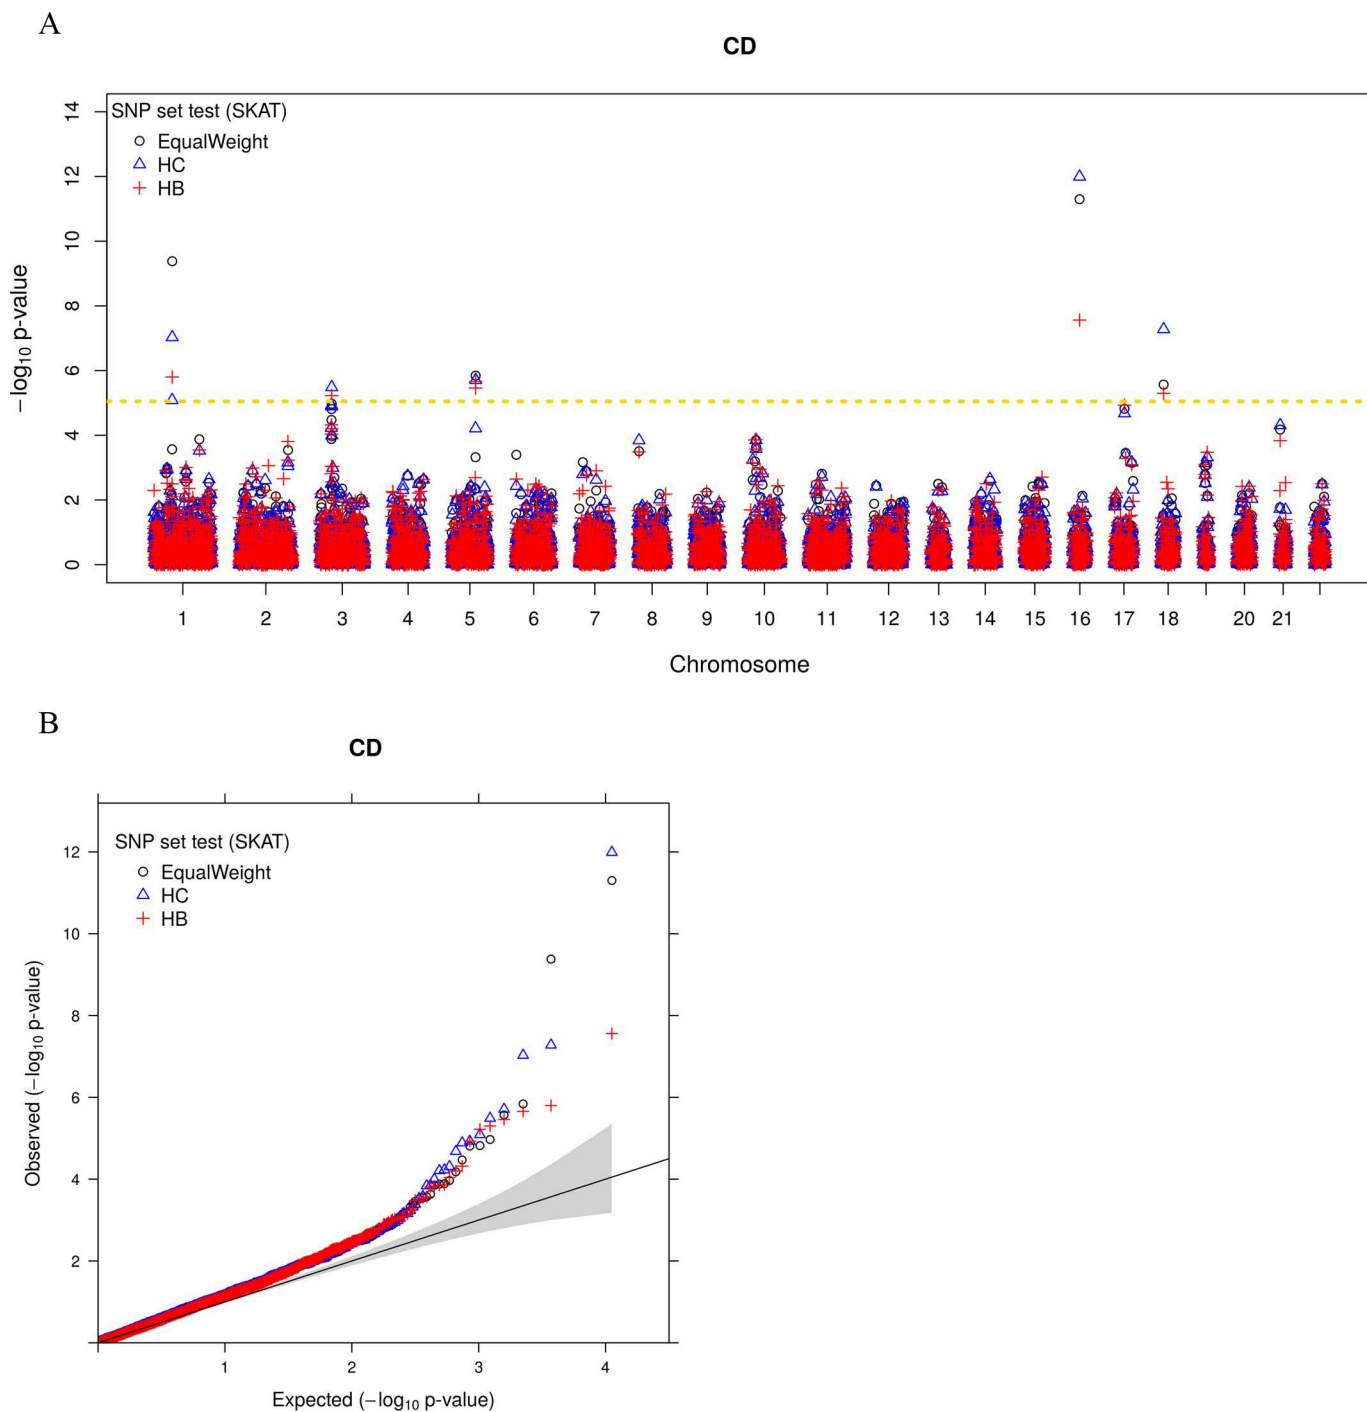 A
CD
SNP set test (SKAT)
EqualWeight
HC
HB
14
12
10
8
6
4
2
0
−log10 p−value
1 2 3 4 5 6 7 8 9 10 11 12 13 14 15 16 17 18 20 21
Chromosome
B
CD
SNP set test (SKAT)
EqualWeight
HC
HB
12
10
8
6
4
2
Observed (−log10 p−value)
1 2 3 4
Expected (−log10 p−value)